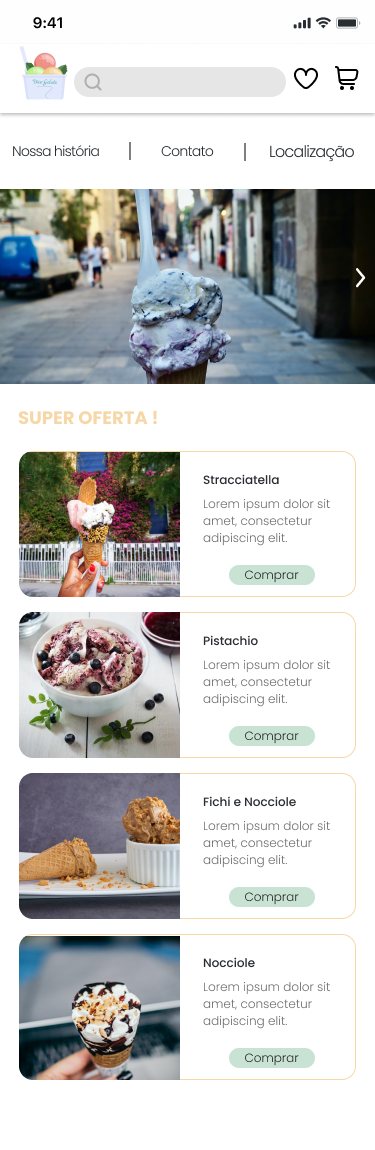 9:41
Nossa história | Contato | Localização
SUPER OFERTA !
Stracciatella
Lorem ipsum dolor sit
amet, consectetur
adipiscing elit.
Comprar
Pistachio
Lorem ipsum dolor sit
amet, consectetur
adipiscing elit.
Comprar
Fichi e Nocciole
Lorem ipsum dolor sit
amet, consectetur
adipiscing elit.
Comprar
Nocciole
Lorem ipsum dolor sit
amet, consectetur
adipiscing elit.
Comprar